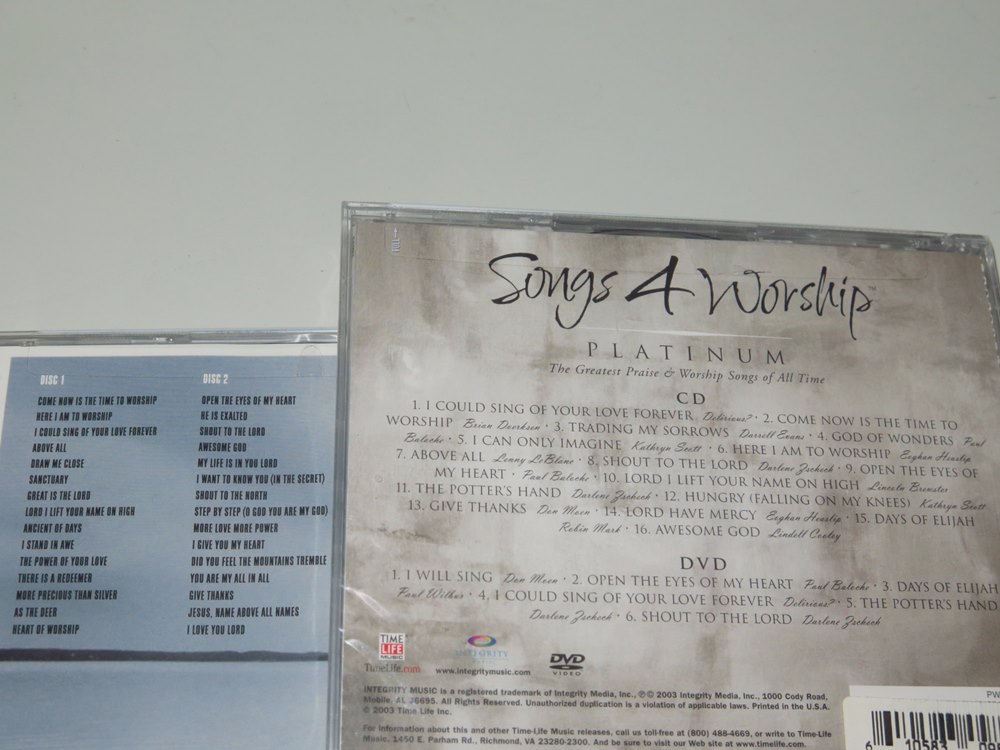 DISC 1
COME NOW IS THE TIME TO WORSHIP
HERE I AM TO WORSHIP
I COULD SING OF YOUR LOVE FOREVER
ABOVE ALL
DRAW ME CLOSE
SANCTUARY
GREAT IS THE LORD
LORD I LIFT YOUR NAME ON HIGH
ANCIENT OF DAYS
I STAND IN AWE
THE POWER OF YOUR LOVE
THERE IS A REDEEMER
MORE PRECIOUS THAN SILVER
AS THE DEER
HEART OF WORSHIP
DISC 2
OPEN THE EYES OF MY HEART
HE IS EXALTED
SHOUT TO THE LORD
AWESOME GOD
MY LIFE IS IN YOU LORD
I WANT TO KNOW YOU (IN THE SECRET)
SHOUT TO THE NORTH
STEP BY STEP (O GOD YOU ARE MY GOD)
MORE LOVE MORE POWER
I GIVE YOU MY HEART
DID YOU FEEL THE MOUNTAINS TREMBLE
YOU ARE MY ALL IN ALL
GIVE THANKS
JESUS, NAME ABOVE ALL NAMES
I LOVE YOU LORD
Songs 4 Worship™
PLATINUM
The Greatest Praise & Worship Songs of All Time
CD
1. I COULD SING OF YOUR LOVE FOREVER Delirious? · 2. COME NOW IS THE TIME TO
WORSHIP Brian Doerksen · 3. TRADING MY SORROWS Darrell Evans · 4. GOD OF WONDERS Paul
Baloche · 5. I CAN ONLY IMAGINE Kathryn Scott · 6. HERE I AM TO WORSHIP Eoghan Heaslip
7. ABOVE ALL Lenny LeBlanc · 8. SHOUT TO THE LORD Darlene Zschech · 9. OPEN THE EYES OF
MY HEART · Paul Baloche · 10. LORD I LIFT YOUR NAME ON HIGH Lincoln Brewster
11. THE POTTER'S HAND Darlene Zschech · 12. HUNGRY (FALLING ON MY KNEES) Kathryn Scott
13. GIVE THANKS Don Moen · 14. LORD HAVE MERCY Eoghan Heaslip · 15. DAYS OF ELIJAH
Robin Mark · 16. AWESOME GOD Lindell Cooley
DVD
1. I WILL SING Don Moen · 2. OPEN THE EYES OF MY HEART Paul Baloche · 3. DAYS OF ELIJAH
Paul Wilbur · 4. I COULD SING OF YOUR LOVE FOREVER Delirious? · 5. THE POTTER'S HAND
Darlene Zschech · 6. SHOUT TO THE LORD Darlene Zschech
TIME
LIFE
MUSIC
TimeLife.com
INTEGRITY
www.integritymusic.com
DVD
VIDEO
INTEGRITY MUSIC is a registered trademark of Integrity Media, Inc., ℗© 2003 Integrity Media, Inc., 1000 Cody Road,
Mobile, AL 36695. All Rights Reserved. Unauthorized duplication is a violation of applicable laws. Printed in the U.S.A.
© 2003 Time Life Inc.
For information about this and other Time-Life Music releases, call us toll-free at (800) 488-4669, or write to Time-Life
Music, 1450 E. Parham Rd., Richmond, VA 23280-2300. And be sure to visit our Web site at www.timelife.com.
PW